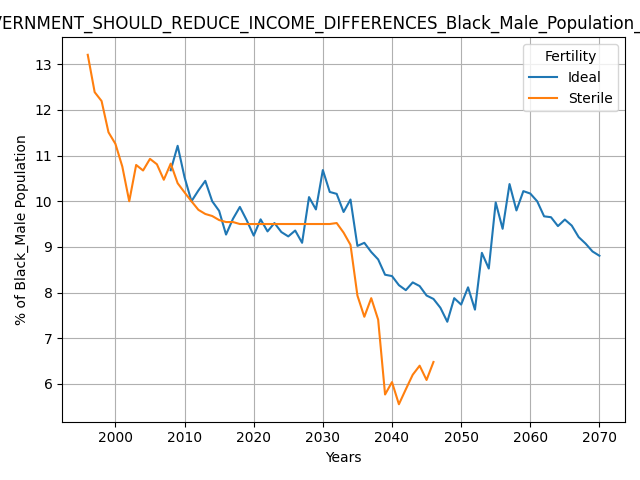 VERNMENT_SHOULD_REDUCE_INCOME_DIFFERENCES_Black_Male_Population_
Fertility
Ideal
Sterile
% of Black_Male Population
13
12
11
10
9
8
7
6
2000 2010 2020 2030 2040 2050 2060 2070
Years